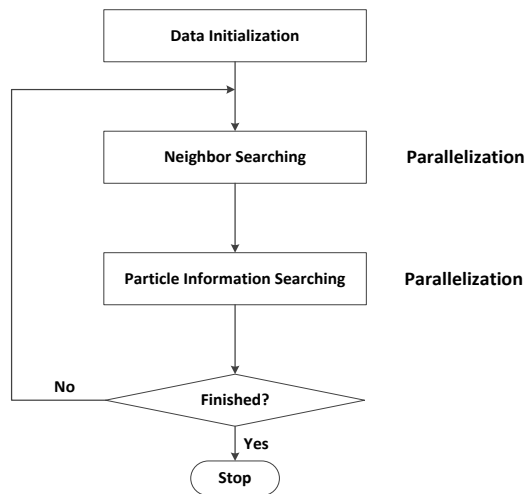 Data Initialization
Neighbor Searching
Parallelization
Particle Information Searching
Parallelization
No
Finished?
Yes
Stop